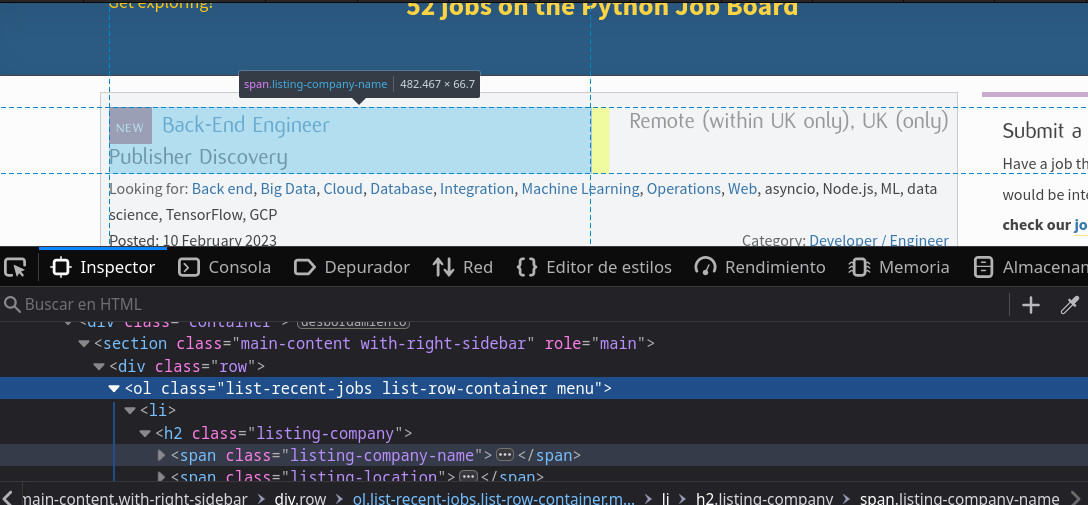 Get exploring!
52 jobs on the Python Job Board
span.listing-company-name 482.467 × 66.7
NEW Back-End Engineer
Remote (within UK only), UK (only)
Publisher Discovery
Looking for: Back end, Big Data, Cloud, Database, Integration, Machine Learning, Operations, Web, asyncio, Node.js, ML, data
science, TensorFlow, GCP
Posted: 10 February 2023
Category: Developer / Engineer
Submit a
Have a job th
would be inte
check our jo
Inspector Consola Depurador Red Editor de estilos Rendimiento Memoria Almacenam
Buscar en HTML
<div class="container"> desbordamiento
<section class="main-content with-right-sidebar" role="main">
<div class="row">
<ol class="list-recent-jobs list-row-container menu">
<li>
<h2 class="listing-company">
<span class="listing-company-name"> ••• </span>
<span class="listing-location"> ••• </span>
main-content.with-right-sidebar > div.row > ol.list-recent-jobs.list-row-container.m… > li > h2.listing-company > span.listing-company-name